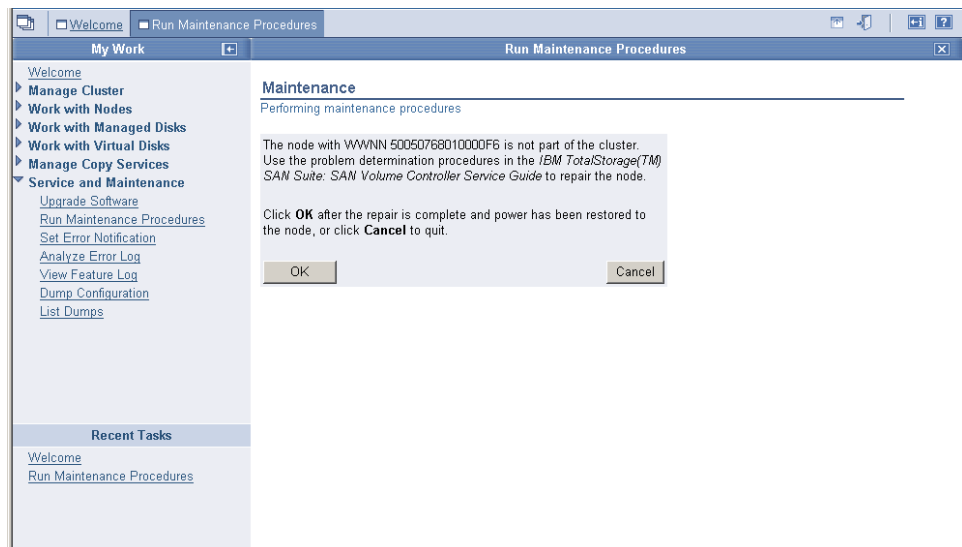 Welcome
Run Maintenance Procedures
My Work
Run Maintenance Procedures
Welcome
Manage Cluster
Work with Nodes
Work with Managed Disks
Work with Virtual Disks
Manage Copy Services
Service and Maintenance
Upgrade Software
Run Maintenance Procedures
Set Error Notification
Analyze Error Log
View Feature Log
Dump Configuration
List Dumps
Recent Tasks
Welcome
Run Maintenance Procedures
Maintenance
Performing maintenance procedures
The node with WWNN 50050768010000F6 is not part of the cluster.
Use the problem determination procedures in the IBM TotalStorage(TM)
SAN Suite: SAN Volume Controller Service Guide to repair the node.
Click OK after the repair is complete and power has been restored to
the node, or click Cancel to quit.
OK
Cancel